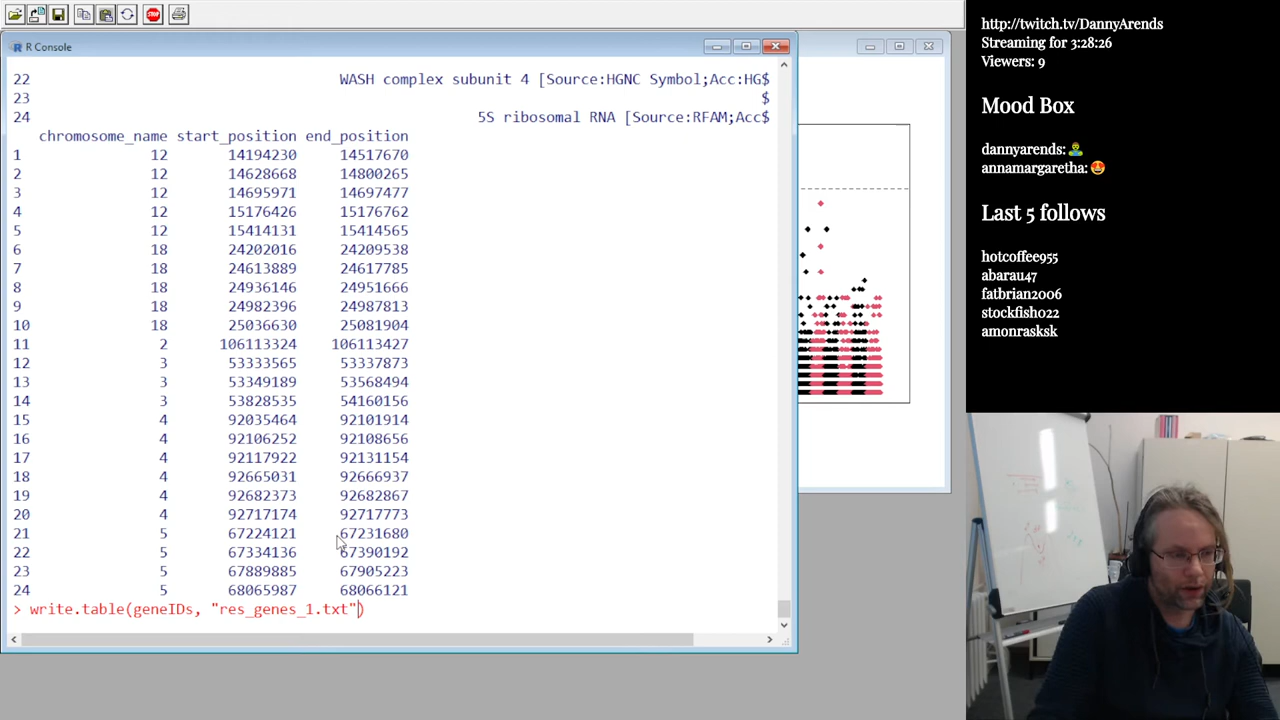 STOP
R Console
22 WASH complex subunit 4 [Source:HGNC Symbol;Acc:HG$
23 $
24 5S ribosomal RNA [Source:RFAM;Acc$
chromosome_name start_position end_position
1 12 14194230 14517670
2 12 14628668 14800265
3 12 14695971 14697477
4 12 15176426 15176762
5 12 15414131 15414565
6 18 24202016 24209538
7 18 24613889 24617785
8 18 24936146 24951666
9 18 24982396 24987813
10 18 25036630 25081904
11 2 106113324 106113427
12 3 53333565 53337873
13 3 53349189 53568494
14 3 53828535 54160156
15 4 92035464 92101914
16 4 92106252 92108656
17 4 92117922 92131154
18 4 92665031 92666937
19 4 92682373 92682867
20 4 92717174 92717773
21 5 67224121 67231680
22 5 67334136 67390192
23 5 67889885 67905223
24 5 68065987 68066121
> write.table(geneIDs, "res_genes_1.txt")
http://twitch.tv/DannyArends
Streaming for 3:28:26
Viewers: 9
Mood Box
dannyarends:
annamargaretha:
Last 5 follows
hotcoffee955
abarau47
fatbrian2006
stockfish022
amonrasksk